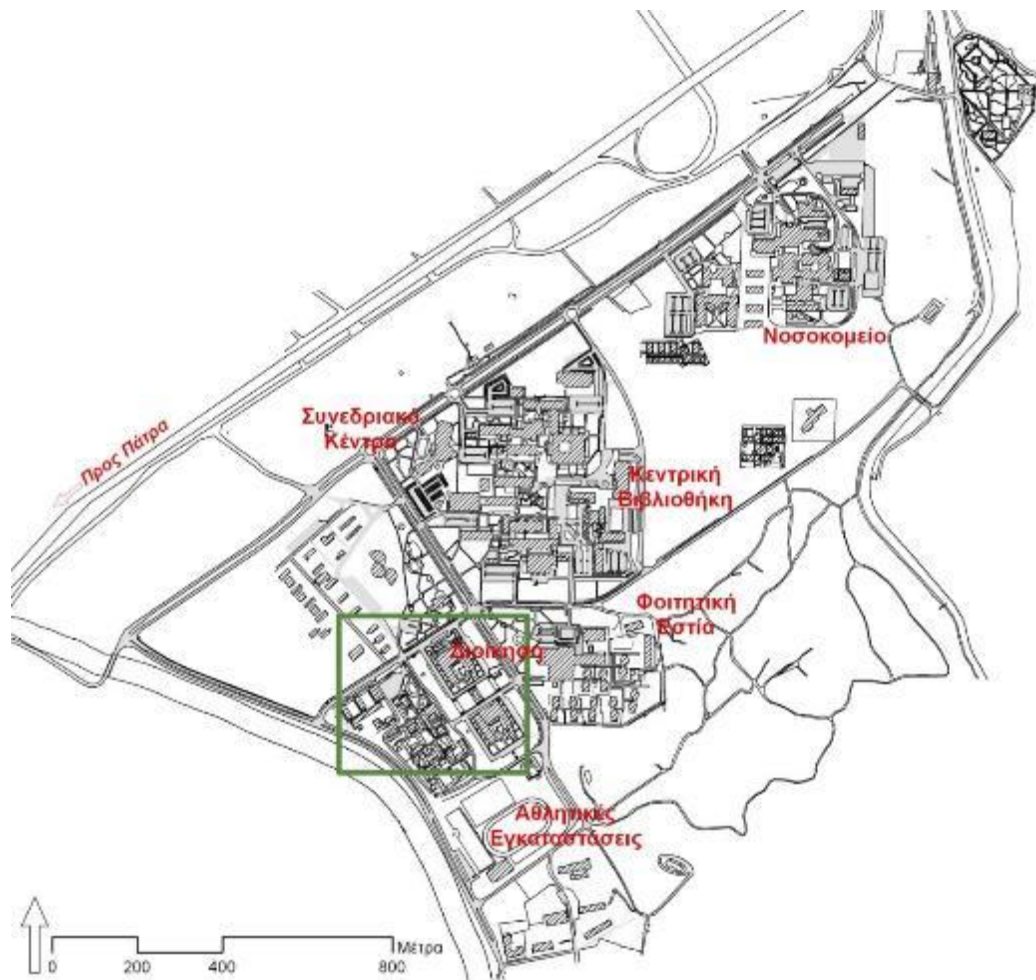 Νοσοκομείο
Συνεδριακό
Κέντρο
Προς Πάτρα
Κεντρική
Βιβλιοθήκη
Φοιτητική
Εστία
Διοίκηση
Αθλητικές
Εγκαταστάσεις
Μέτρα
0 200 400 800